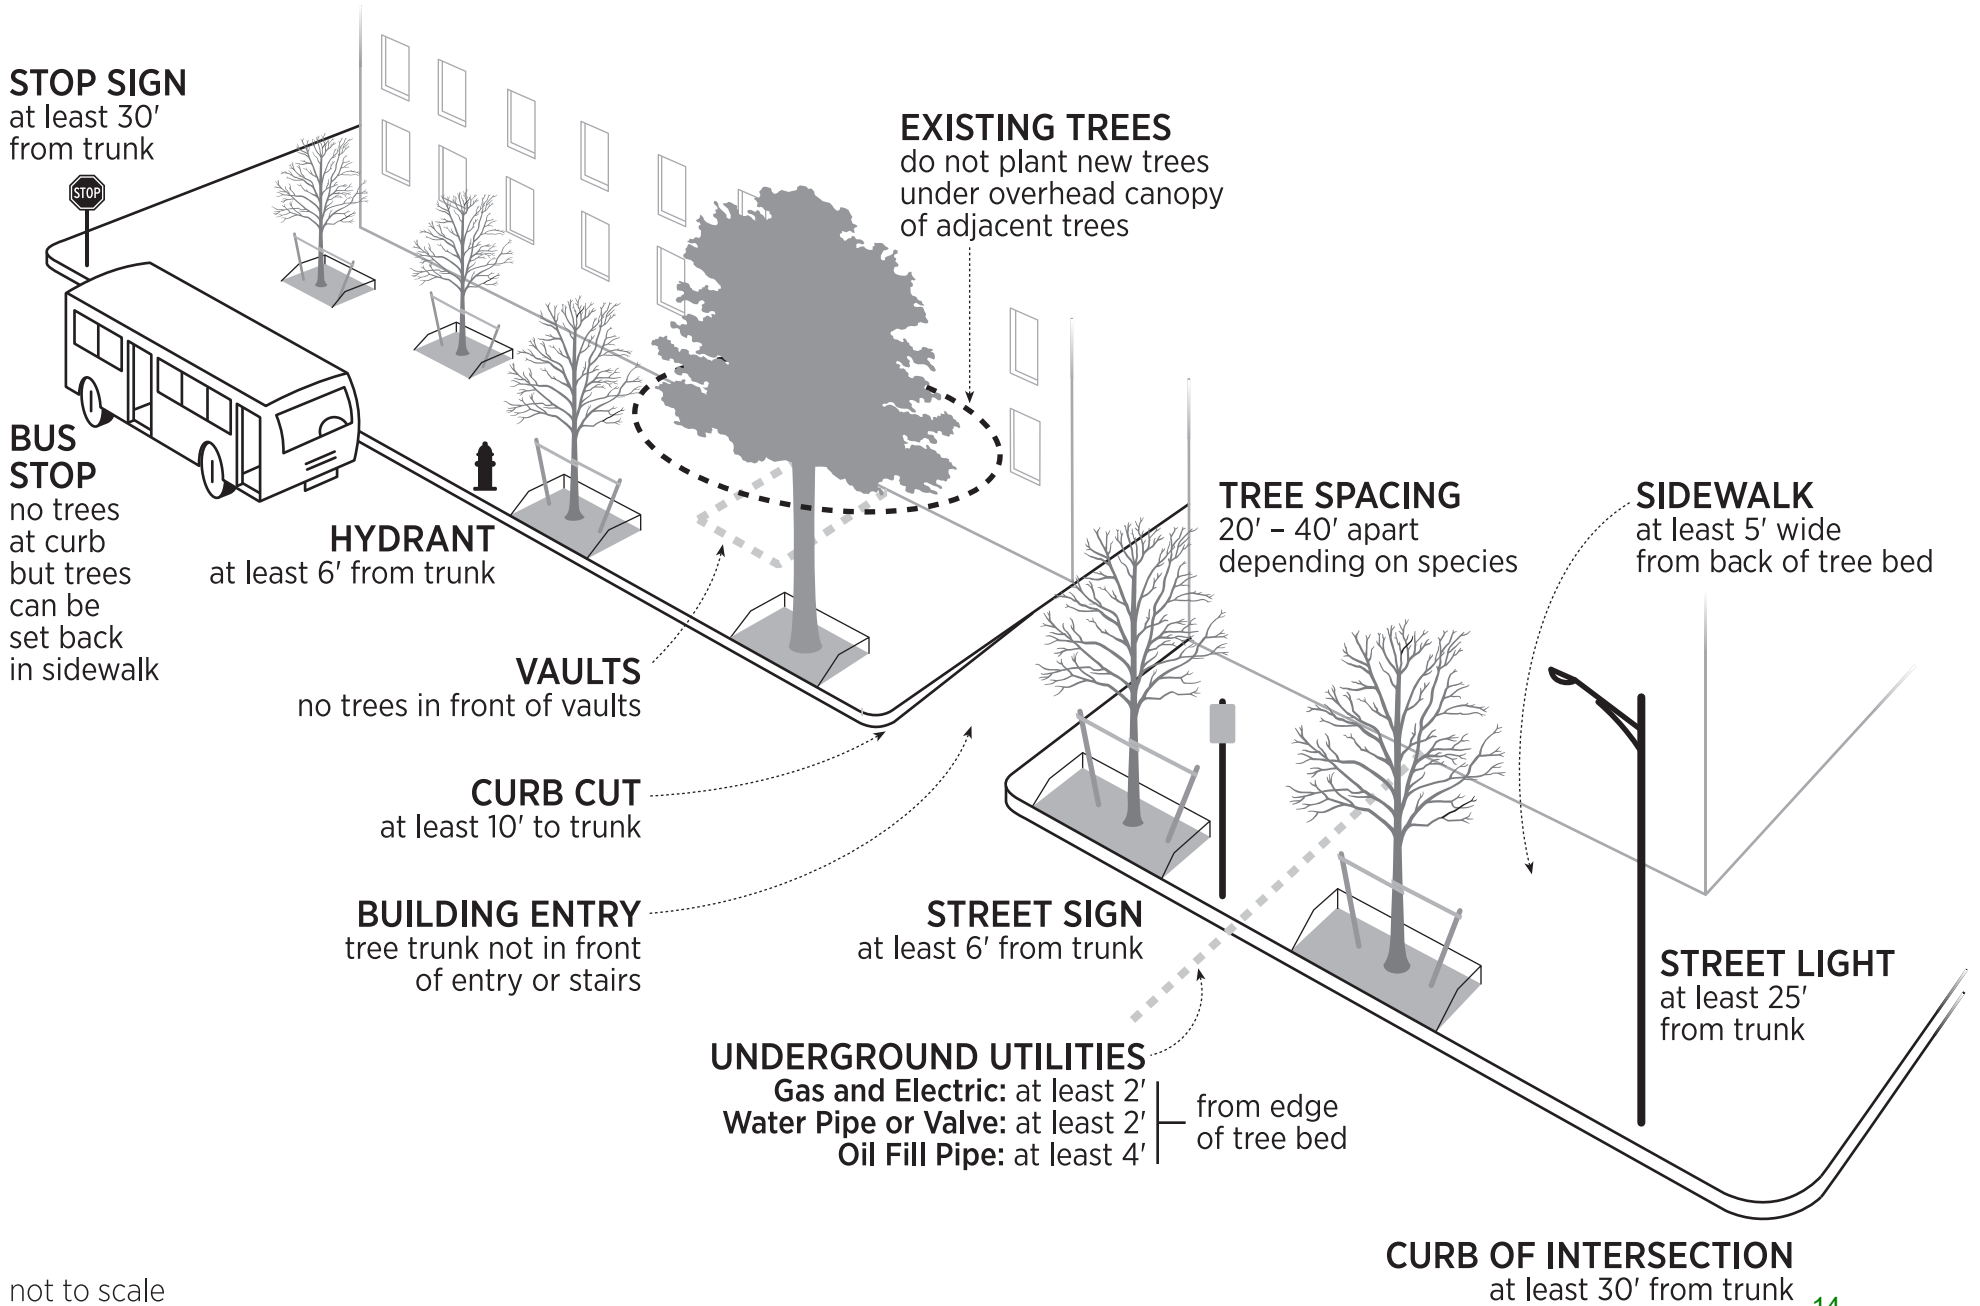 STOP SIGN
at least 30'
from trunk
STOP
EXISTING TREES
do not plant new trees
under overhead canopy
of adjacent trees
BUS
STOP
no trees
at curb
but trees
can be
set back
in sidewalk
HYDRANT
at least 6' from trunk
TREE SPACING
20' – 40' apart
depending on species
SIDEWALK
at least 5' wide
from back of tree bed
VAULTS
no trees in front of vaults
CURB CUT
at least 10' to trunk
BUILDING ENTRY
tree trunk not in front
of entry or stairs
STREET SIGN
at least 6' from trunk
STREET LIGHT
at least 25'
from trunk
UNDERGROUND UTILITIES
Gas and Electric: at least 2'
Water Pipe or Valve: at least 2'
Oil Fill Pipe: at least 4'
from edge
of tree bed
CURB OF INTERSECTION
at least 30' from trunk
not to scale
14